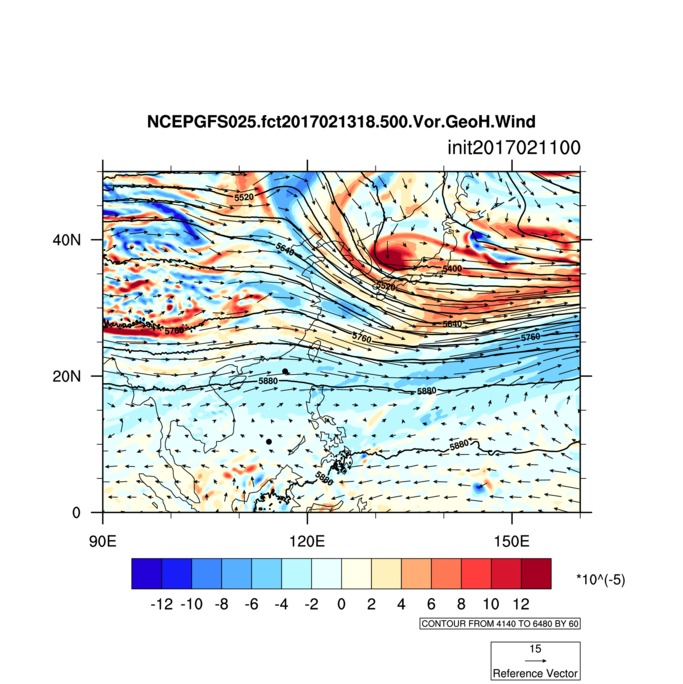 NCEPGFS025.fct2017021318.500.Vor.GeoH.Wind
init2017021100
5520
40N
5640
5400
5520
5640
5760
5760
5760
20N
5880
5880
5880
5880
0
90E 120E 150E
-12 -10 -8 -6 -4 -2 0 2 4 6 8 10 12
*10^(-5)
CONTOUR FROM 4140 TO 6480 BY 60
15
Reference Vector